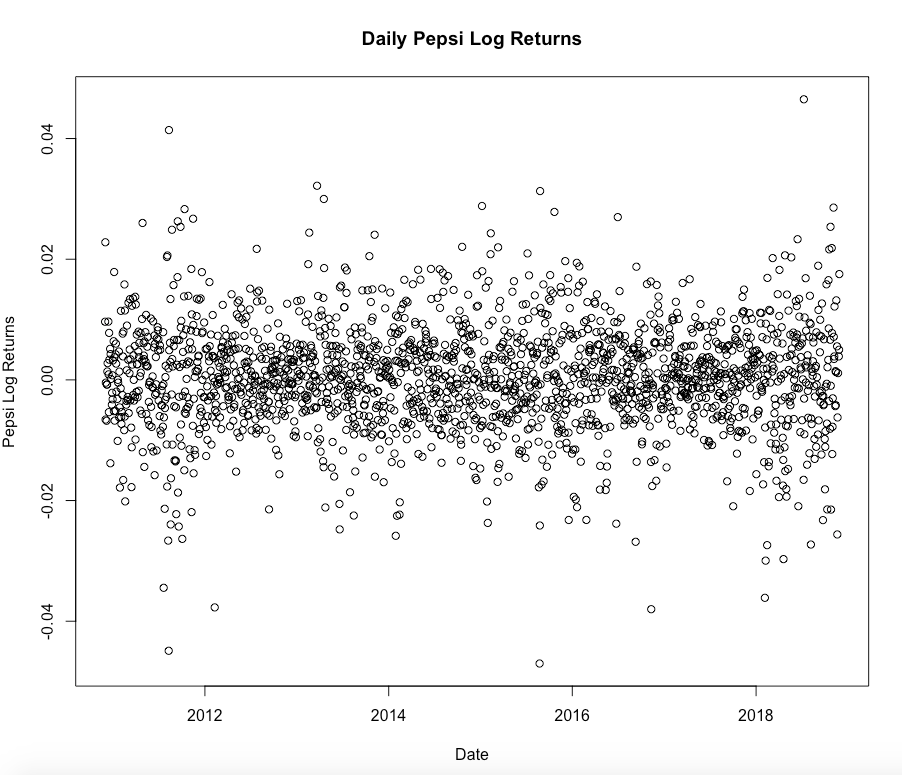 Daily Pepsi Log Returns
Pepsi Log Returns
0.04
0.02
0.00
-0.02
-0.04
2012 2014 2016 2018
Date